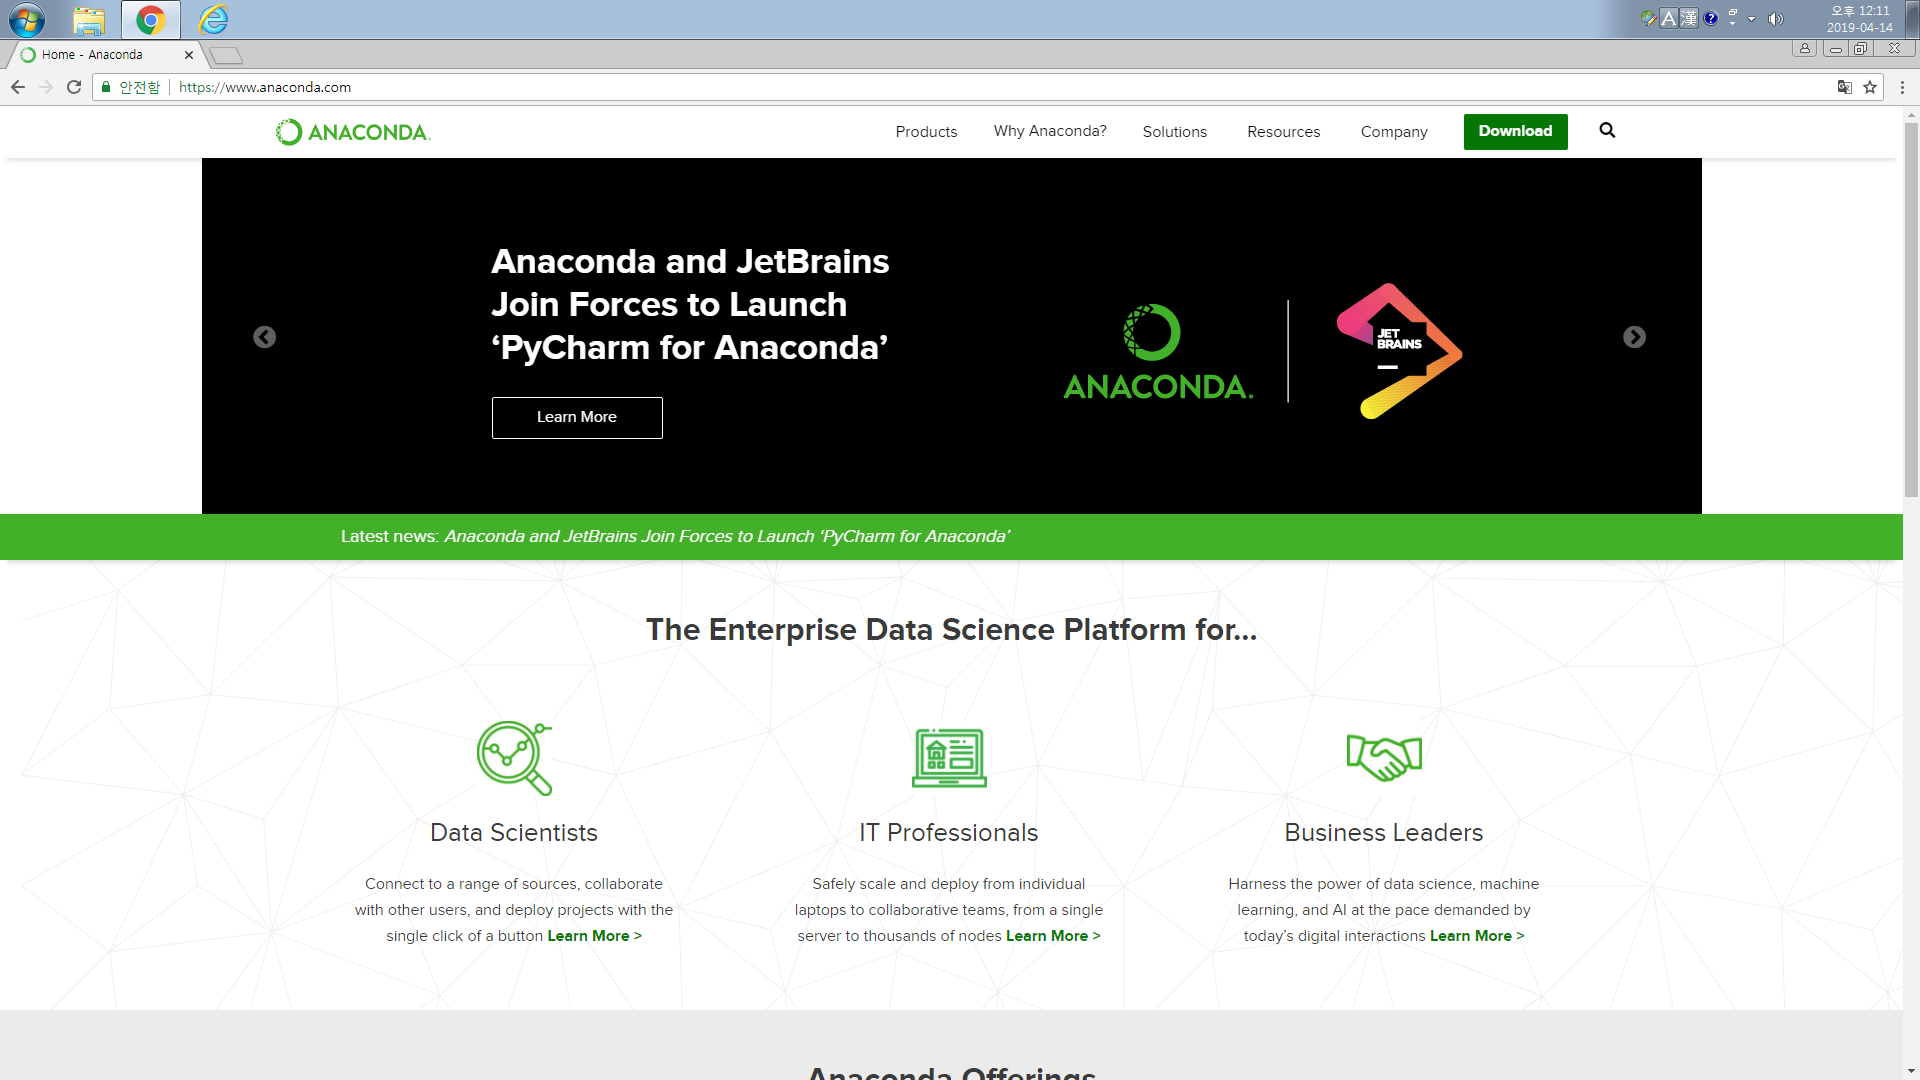 오후 12:11
A 漢 ?
2019-04-14
Home - Anaconda
안전함 https://www.anaconda.com
ANACONDA.
Products Why Anaconda? Solutions Resources Company Download
Anaconda and JetBrains
Join Forces to Launch
‘PyCharm for Anaconda’
Learn More
ANACONDA.
JET
BRAINS
Latest news: Anaconda and JetBrains Join Forces to Launch ‘PyCharm for Anaconda’
The Enterprise Data Science Platform for...
Data Scientists
Connect to a range of sources, collaborate
with other users, and deploy projects with the
single click of a button Learn More >
IT Professionals
Safely scale and deploy from individual
laptops to collaborative teams, from a single
server to thousands of nodes Learn More >
Business Leaders
Harness the power of data science, machine
learning, and AI at the pace demanded by
today’s digital interactions Learn More >
Anaconda Offerings